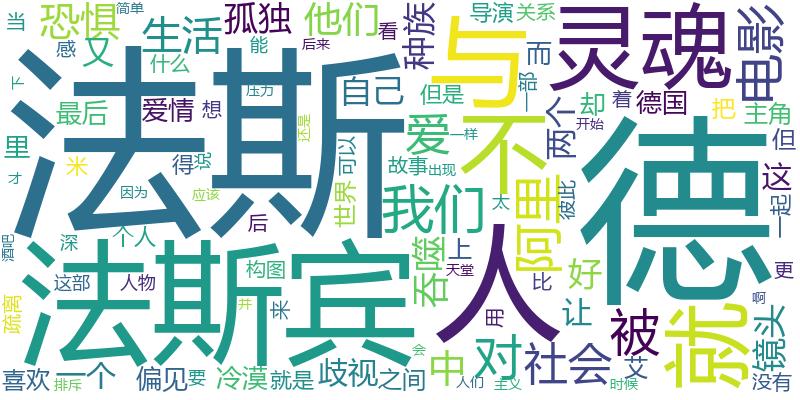 当
恐惧
简单
生活
孤独
他们
导演
关系
灵魂
电影
感
又
能
后来
看
种族
与
一部
而
下
法斯
什么
最后
爱情
想
压力
自己
但是
不
两个
却
着
德国
把
主角
里
米
得
还是
爱
一样
开始
但
才
因为
应该
可以
故事
出现
世界
我们
阿里
彼此
德
这
一起
后
太
酒吧
深
个人
法斯宾
人
吞噬
上
天堂
好
比
更
这部
人物
构图
来
并
用
让
啊
疏离
被
就
镜头
喜欢
一个
排斥
偏见
要
冷漠
就是
歧视
之间
会
中
对
人们
主义
社会
艾
时候
没有